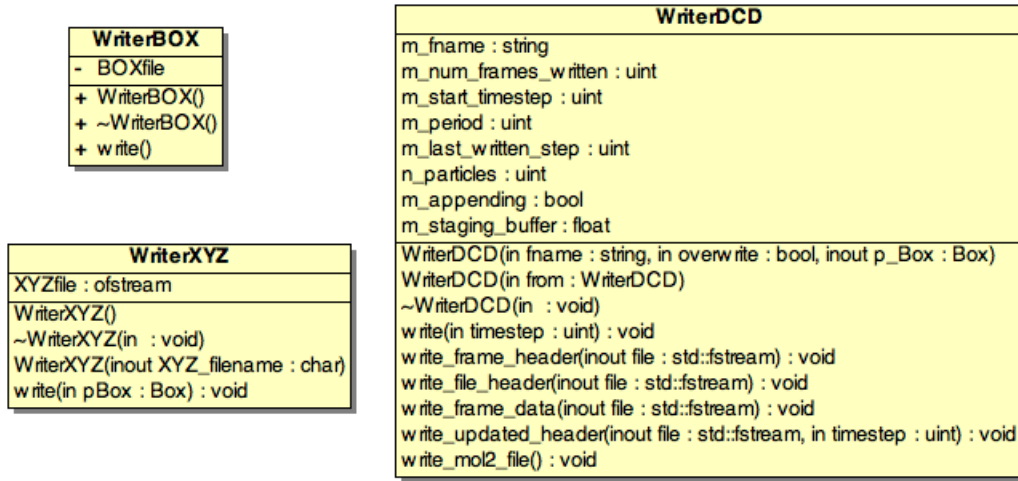 WriterBOX
- BOXfile
+ WriterBOX()
+ ~WriterBOX()
+ write()
WriterXYZ
XYZfile : ofstream
WriterXYZ()
~WriterXYZ(in : void)
WriterXYZ(inout XYZ_filename : char)
write(in pBox : Box) : void
WriterDCD
m_fname : string
m_num_frames_written : uint
m_start_timestep : uint
m_period : uint
m_last_written_step : uint
n_particles : uint
m_appending : bool
m_staging_buffer : float
WriterDCD(in fname : string, in overwrite : bool, inout p_Box : Box)
WriterDCD(in from : WriterDCD)
~WriterDCD(in : void)
write(in timestep : uint) : void
write_frame_header(inout file : std::fstream) : void
write_file_header(inout file : std::fstream) : void
write_frame_data(inout file : std::fstream) : void
write_updated_header(inout file : std::fstream, in timestep : uint) : void
write_mol2_file() : void